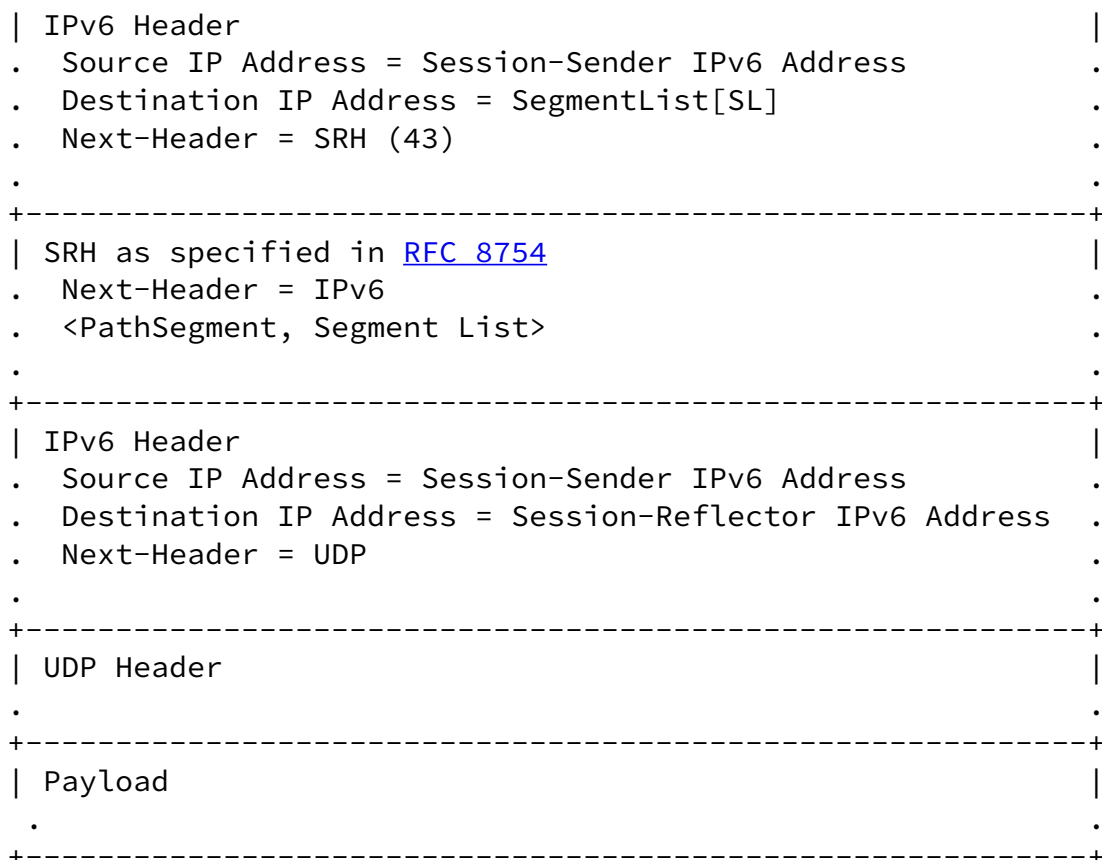 | IPv6 Header                                               |
.  Source IP Address = Session-Sender IPv6 Address          .
.  Destination IP Address = SegmentList[SL]                 .
.  Next-Header = SRH (43)                                   .
.                                                           .
+-----------------------------------------------------------+
| SRH as specified in RFC 8754                              |
.  Next-Header = IPv6                                       .
.  <PathSegment, Segment List>                              .
.                                                           .
+-----------------------------------------------------------+
| IPv6 Header                                               |
.  Source IP Address = Session-Sender IPv6 Address          .
.  Destination IP Address = Session-Reflector IPv6 Address  .
.  Next-Header = UDP                                        .
.                                                           .
+-----------------------------------------------------------+
| UDP Header                                                |
.                                                           .
+-----------------------------------------------------------+
| Payload                                                   |
 .                                                          .
+-----------------------------------------------------------+